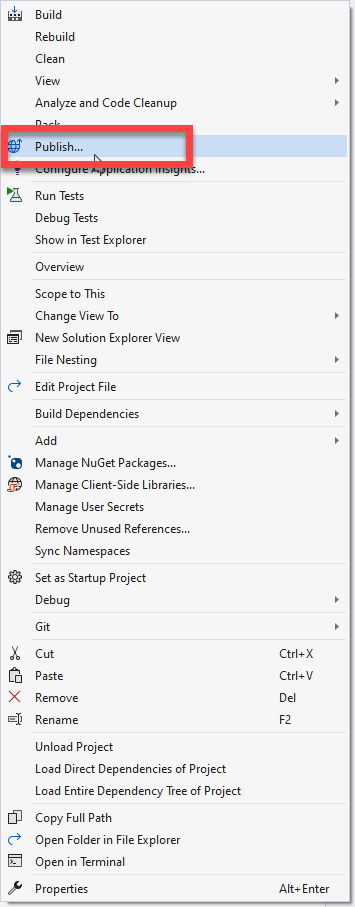 Build
Rebuild
Clean
View
Analyze and Code Cleanup
Pack
Publish...
Configure Application Insights...
Run Tests
Debug Tests
Show in Test Explorer
Overview
Scope to This
Change View To
New Solution Explorer View
File Nesting
Edit Project File
Build Dependencies
Add
Manage NuGet Packages...
Manage Client-Side Libraries...
Manage User Secrets
Remove Unused References...
Sync Namespaces
Set as Startup Project
Debug
Git
Cut Ctrl+X
Paste Ctrl+V
Remove Del
Rename F2
Unload Project
Load Direct Dependencies of Project
Load Entire Dependency Tree of Project
Copy Full Path
Open Folder in File Explorer
Open in Terminal
Properties Alt+Enter